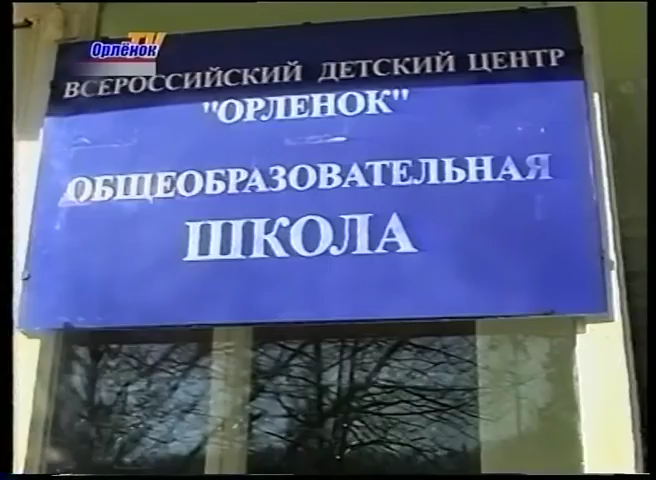 Орлёнок TV
ВСЕРОССИЙСКИЙ ДЕТСКИЙ ЦЕНТР
"ОРЛЕНОК"
ОБЩЕОБРАЗОВАТЕЛЬНАЯ
ШКОЛА